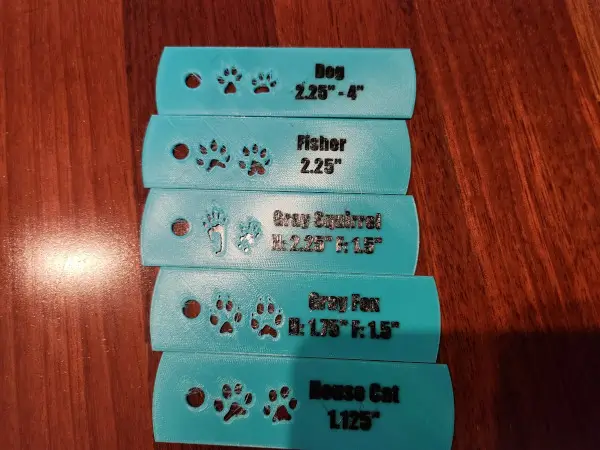 Dog
2.25" - 4"
Fisher
2.25"
Gray Squirrel
H: 2.25" F: 1.5"
Gray Fox
H: 1.75" F: 1.5"
House Cat
1.125"